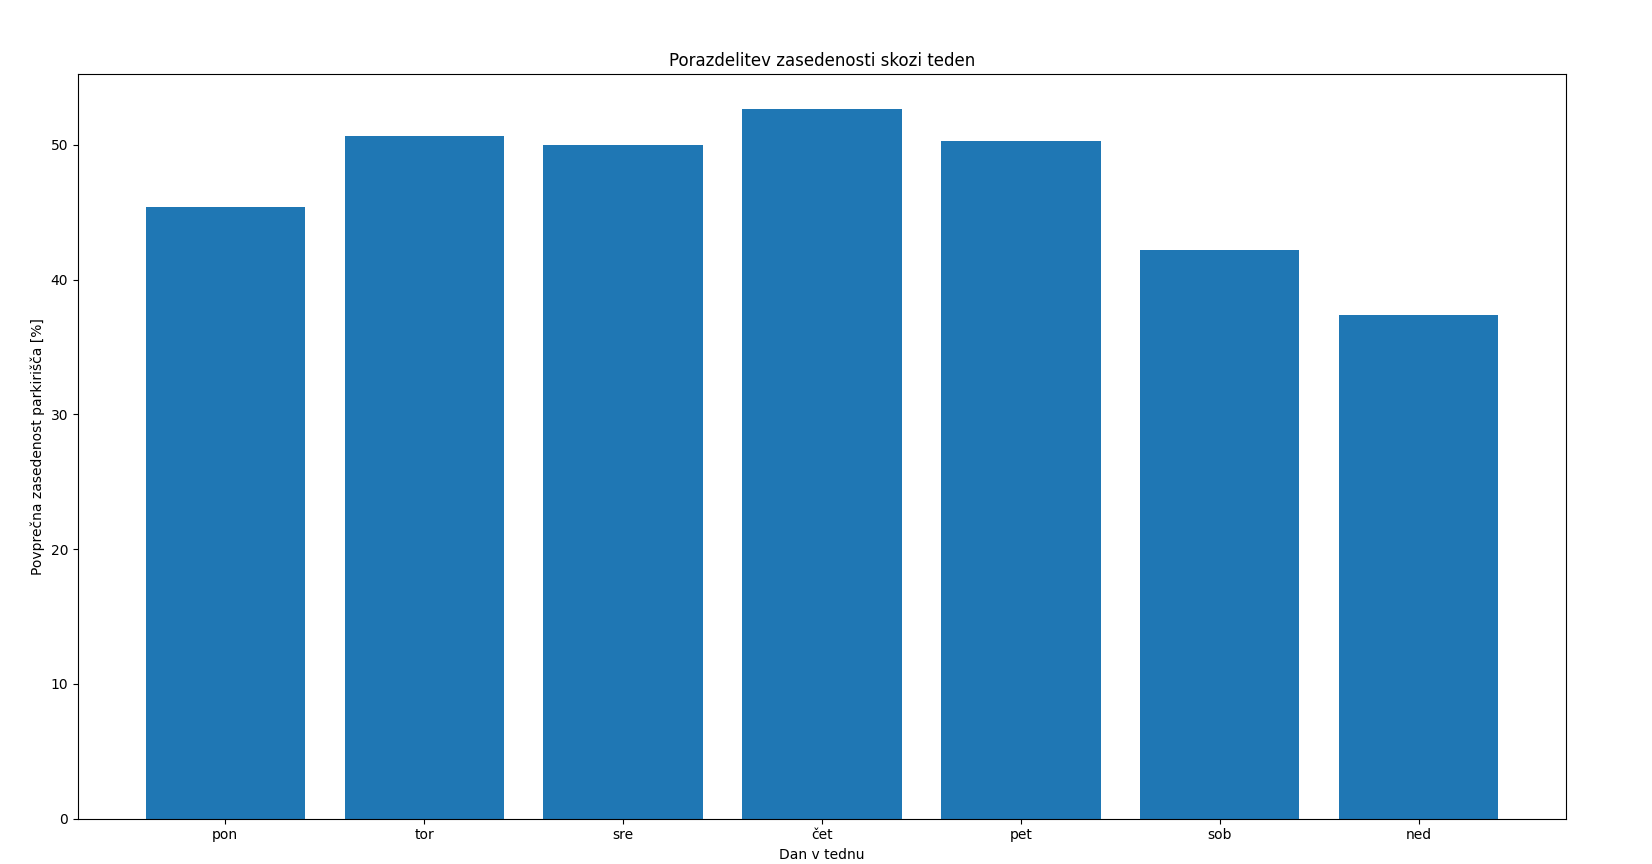 Porazdelitev zasedenosti skozi teden
Povprečna zasedenost parkirišča [%]
50
40
30
20
10
0
pon tor sre čet pet sob ned
Dan v tednu